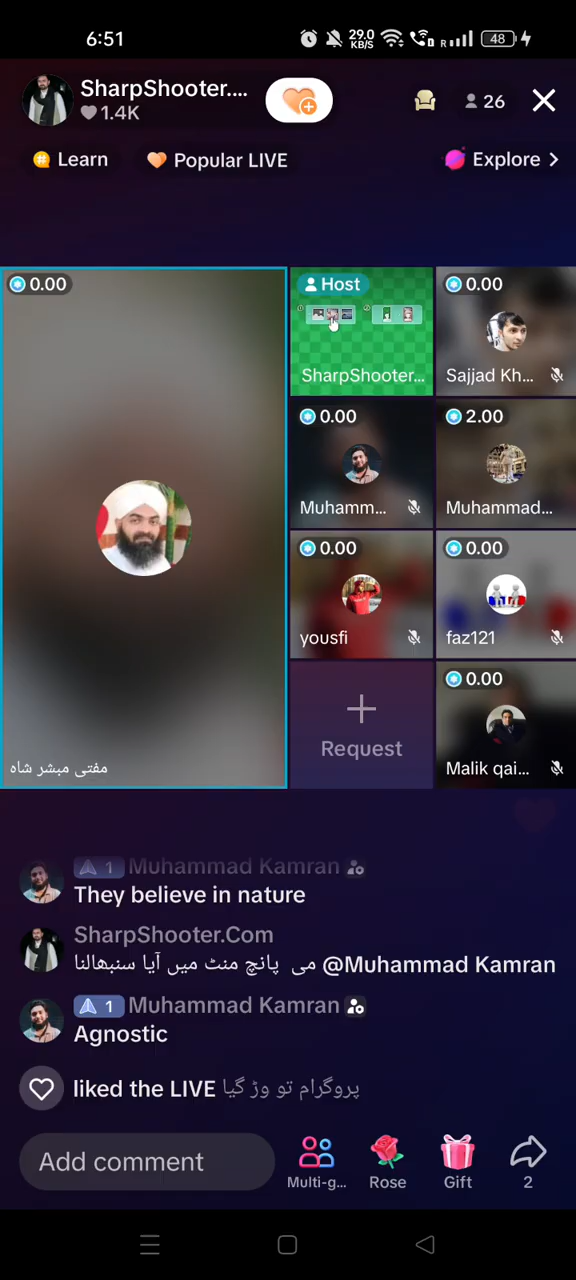 6:51
29.0
KB/S
R
48
SharpShooter....
1.4K
26
Learn
Popular LIVE
Explore
0.00
مفتی مبشر شاہ
Host
SharpShooter...
0.00
Sajjad Kh...
0.00
Muhamm...
2.00
Muhammad...
0.00
yousfi
0.00
faz121
Request
0.00
Malik qai...
1 Muhammad Kamran
They believe in nature
SharpShooter.Com
@Muhammad Kamran می پانچ منٹ میں آیا سنبھالنا
1 Muhammad Kamran
Agnostic
liked the LIVE پروگرام تو وڑ گیا
Add comment
Multi-g...
Rose
Gift
2